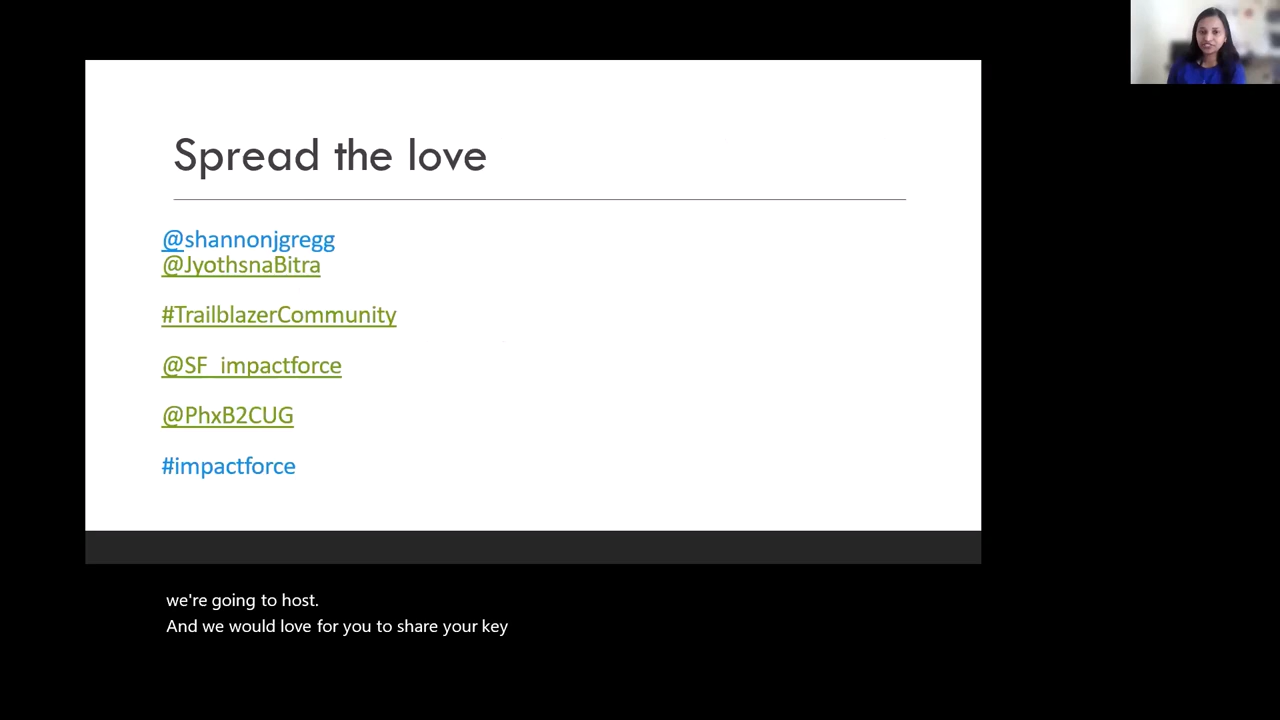 Spread the love
@shannonjgregg
@JyothsnaBitra
#TrailblazerCommunity
@SF_impactforce
@PhxB2CUG
#impactforce
we're going to host.
And we would love for you to share your key